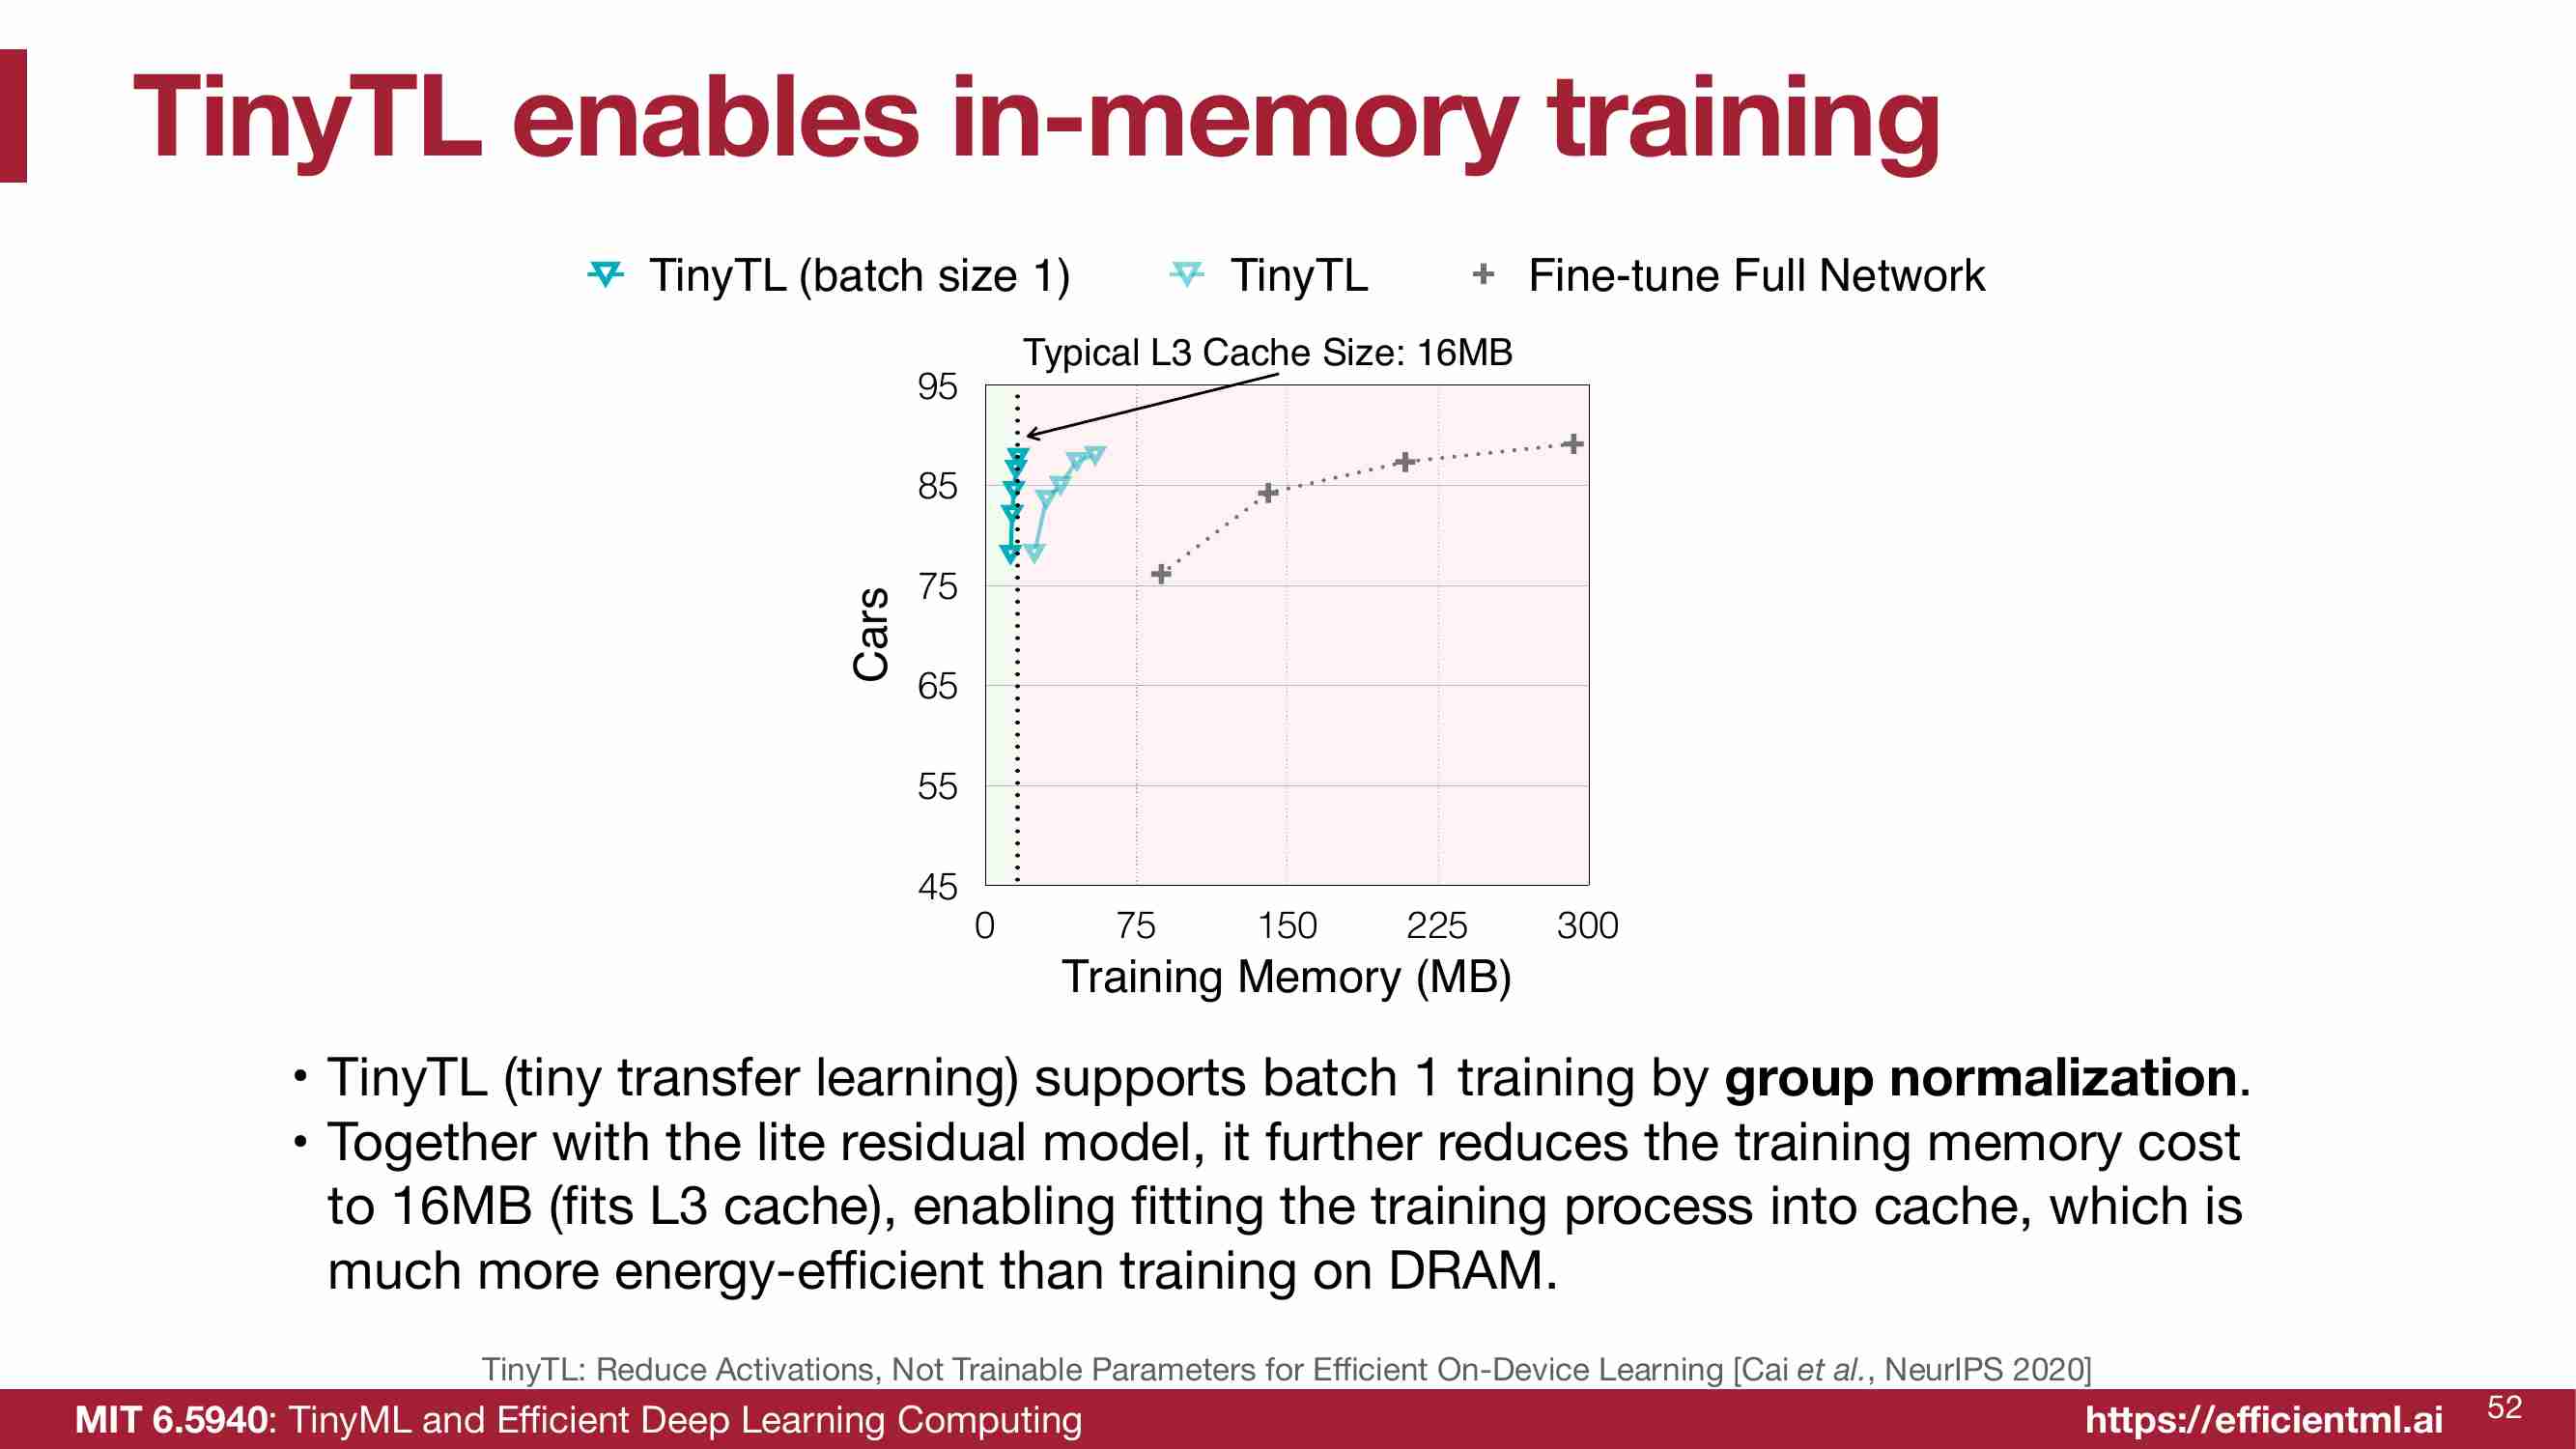 TinyTL enables in-memory training
TinyTL (batch size 1) TinyTL Fine-tune Full Network
Typical L3 Cache Size: 16MB
95
85
75
65
55
45
Cars
0 75 150 225 300
Training Memory (MB)
• TinyTL (tiny transfer learning) supports batch 1 training by group normalization.
• Together with the lite residual model, it further reduces the training memory cost
to 16MB (fits L3 cache), enabling fitting the training process into cache, which is
much more energy-efficient than training on DRAM.
TinyTL: Reduce Activations, Not Trainable Parameters for Efficient On-Device Learning [Cai et al., NeurIPS 2020]
MIT 6.5940: TinyML and Efficient Deep Learning Computing https://efficientml.ai 52